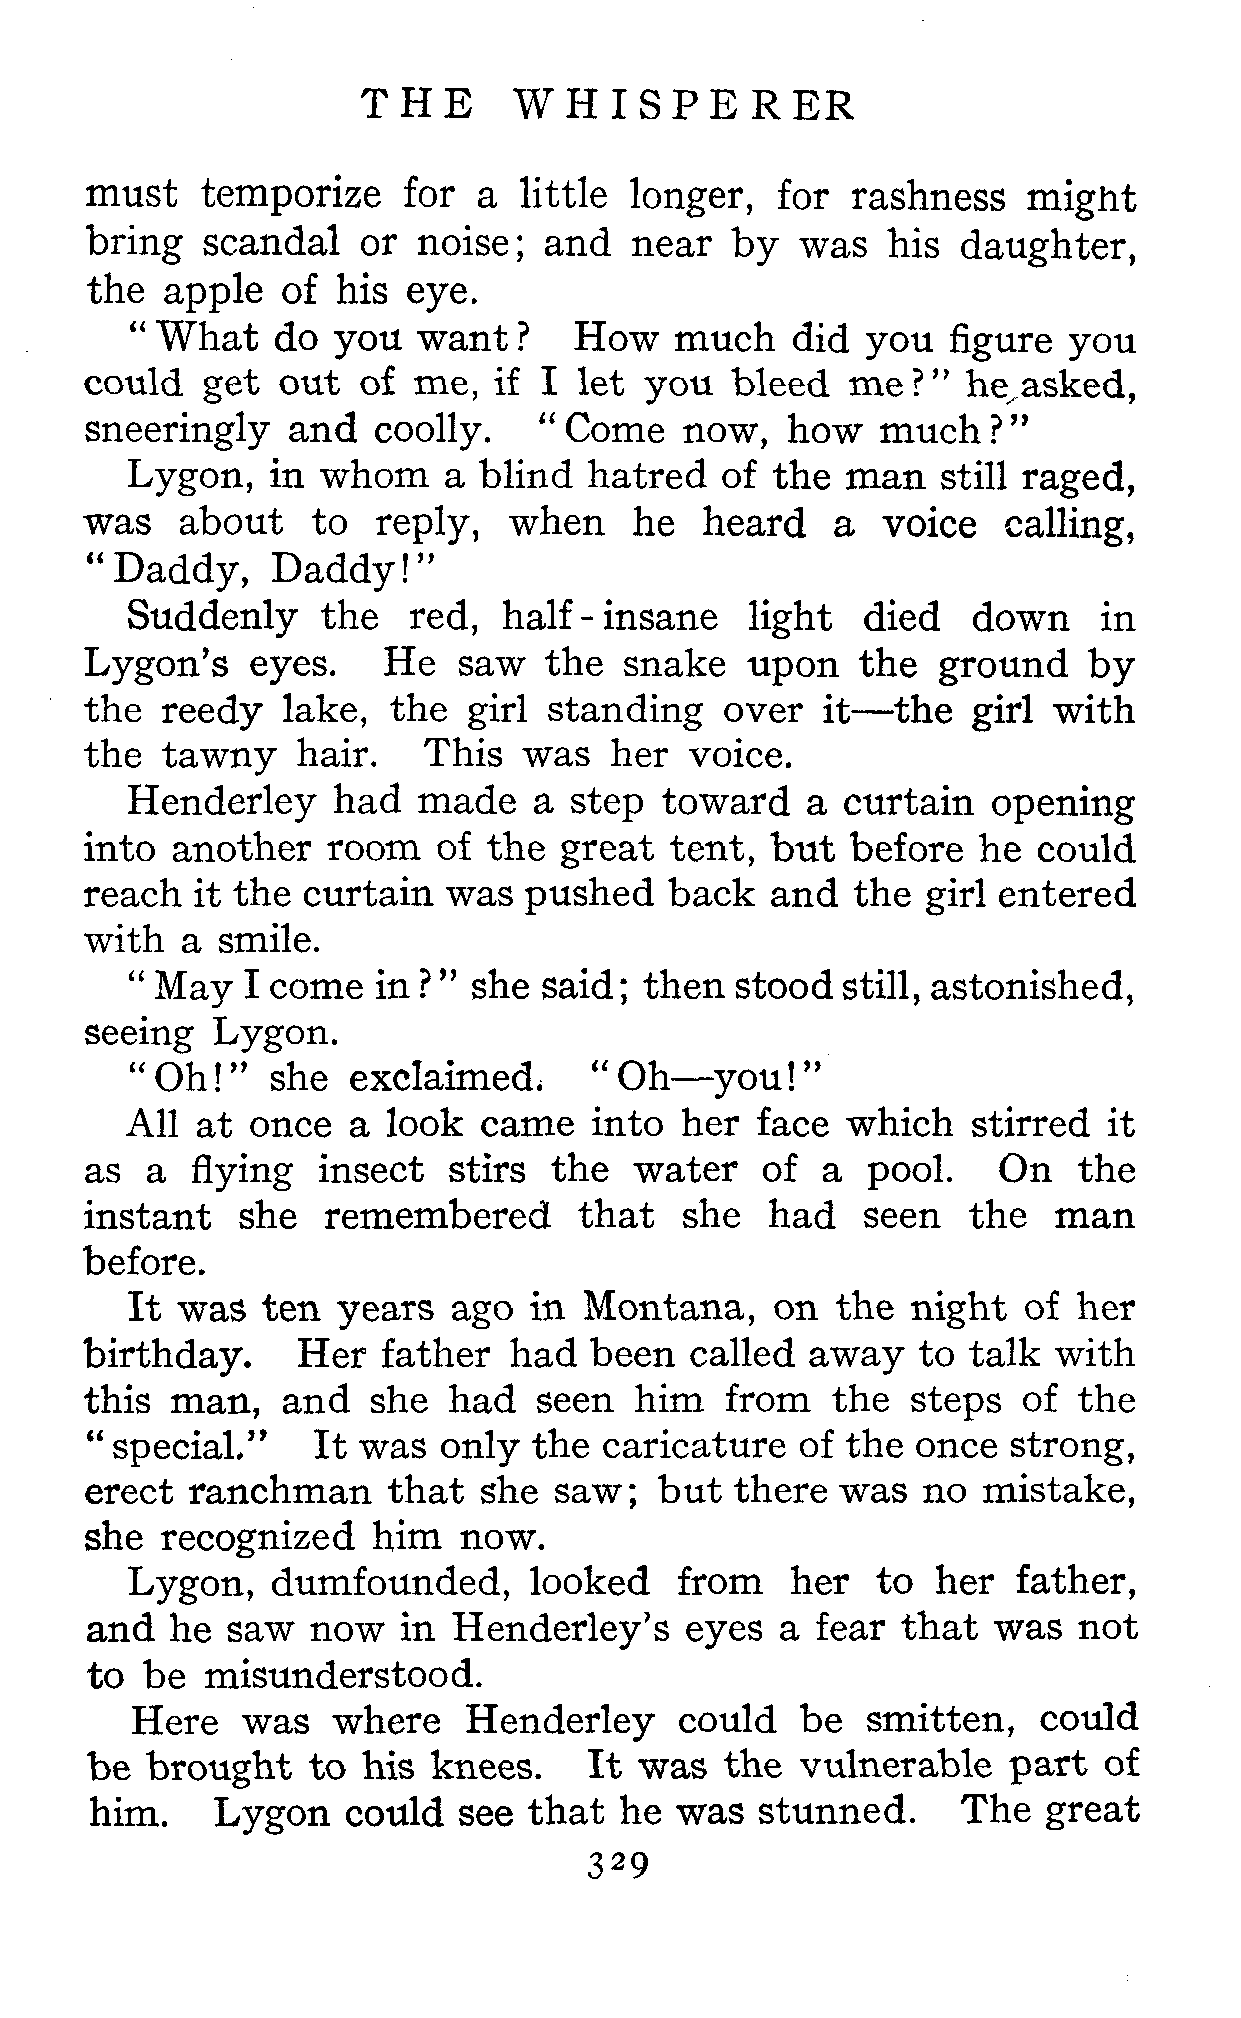 THE WHISPERER
must temporize for a little longer, for rashness might
bring scandal or noise; and near by was his daughter,
the apple of his eye.
"What do you want? How much did you figure you
could get out of me, if I let you bleed me?" he asked,
sneeringly and coolly. "Come now, how much?"
Lygon, in whom a blind hatred of the man still raged,
was about to reply, when he heard a voice calling,
"Daddy, Daddy!"
Suddenly the red, half-insane light died down in
Lygon's eyes. He saw the snake upon the ground by
the reedy lake, the girl standing over it—the girl with
the tawny hair. This was her voice.
Henderley had made a step toward a curtain opening
into another room of the great tent, but before he could
reach it the curtain was pushed back and the girl entered
with a smile.
"May I come in?" she said; then stood still, astonished,
seeing Lygon.
"Oh!" she exclaimed. "Oh—you!"
All at once a look came into her face which stirred it
as a flying insect stirs the water of a pool. On the
instant she remembered that she had seen the man
before.
It was ten years ago in Montana, on the night of her
birthday. Her father had been called away to talk with
this man, and she had seen him from the steps of the
"special." It was only the caricature of the once strong,
erect ranchman that she saw; but there was no mistake,
she recognized him now.
Lygon, dumfounded, looked from her to her father,
and he saw now in Henderley's eyes a fear that was not
to be misunderstood.
Here was where Henderley could be smitten, could
be brought to his knees. It was the vulnerable part of
him. Lygon could see that he was stunned. The great
329